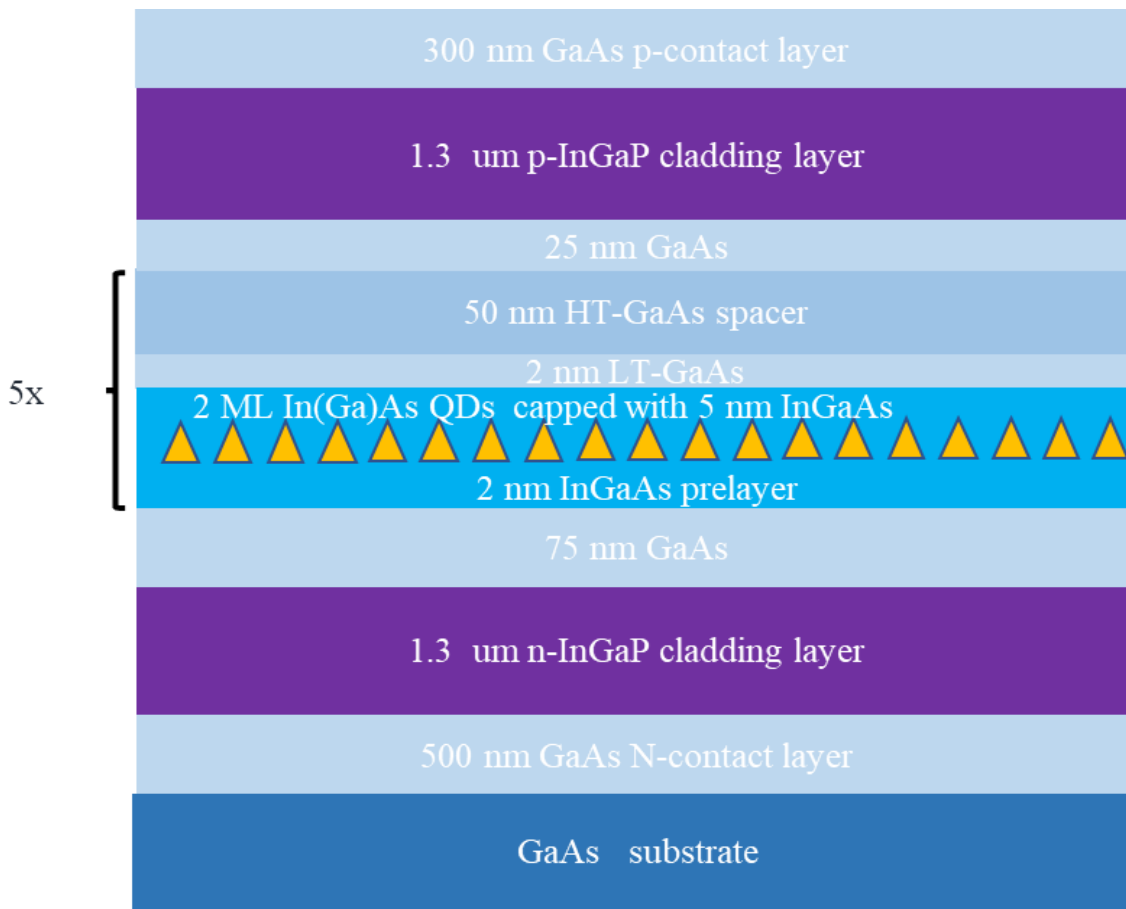 300 nm GaAs p-contact layer
1.3 um p-InGaP cladding layer
25 nm GaAs
50 nm HT-GaAs spacer
2 nm LT-GaAs
5x
2 ML In(Ga)As QDs capped with 5 nm InGaAs
2 nm InGaAs prelayer
75 nm GaAs
1.3 um n-InGaP cladding layer
500 nm GaAs N-contact layer
GaAs substrate